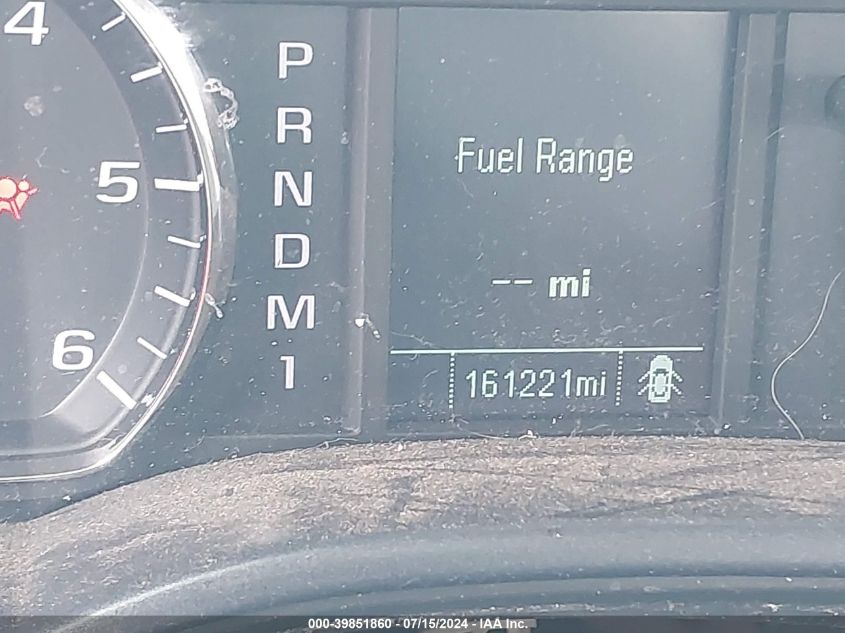 4
5
6
P
R
N
D
M
1
Fuel Range
-- mi
161221mi
000-39851860 - 07/15/2024 - IAA Inc.